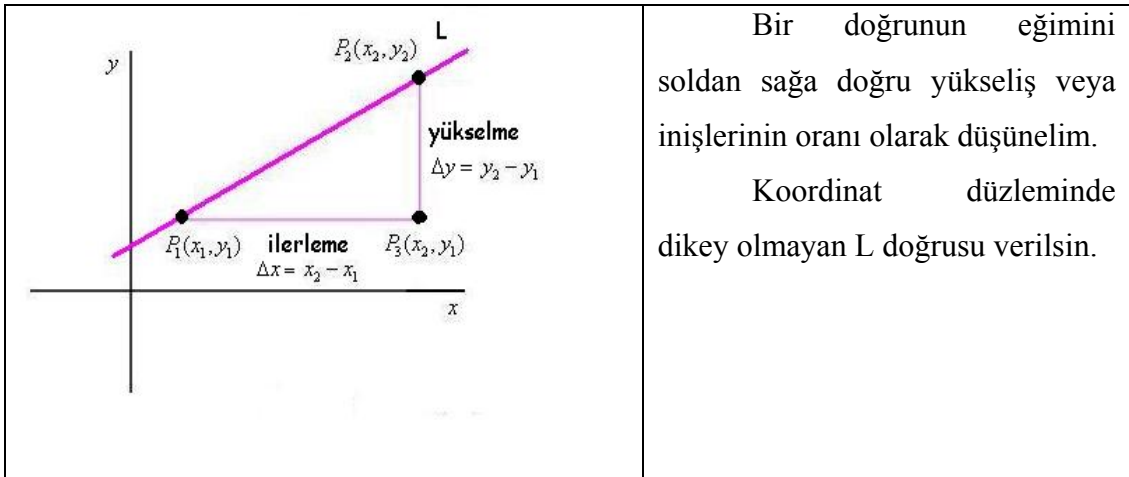 L
P₂(x₂, y₂)
y
yükselme
Δy = y₂ − y₁
P₁(x₁, y₁)
ilerleme
P₃(x₂, y₁)
Δx = x₂ − x₁
x
Bir doğrunun eğimini
soldan sağa doğru yükseliş veya
inişlerinin oranı olarak düşünelim.
Koordinat düzleminde
dikey olmayan L doğrusu verilsin.